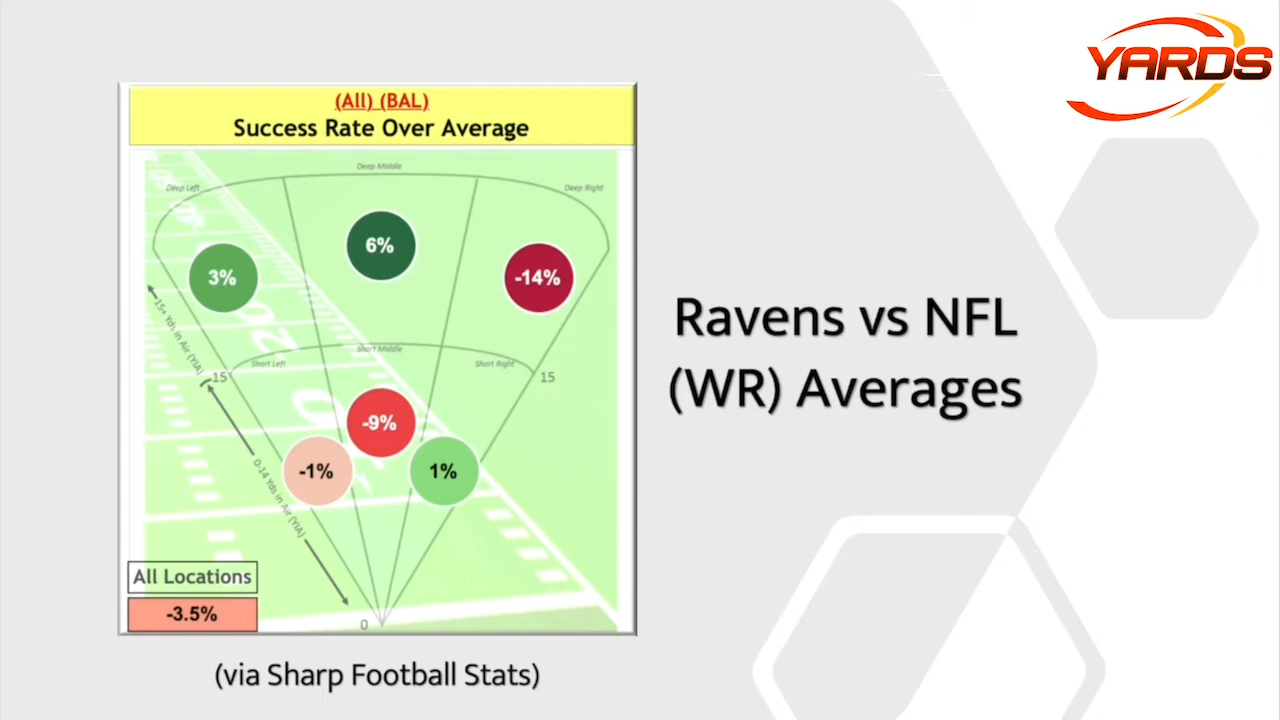 YARDS
(All) (BAL)
Success Rate Over Average
Deep Middle
Deep Left
Deep Right
6%
3%
-14%
15+ Yds in Air (YIA)
Short Middle
Short Left
Short Right
15
15
-9%
-1%
1%
0-14 Yds in Air (YIA)
All Locations
-3.5%
0
(via Sharp Football Stats)
Ravens vs NFL
(WR) Averages